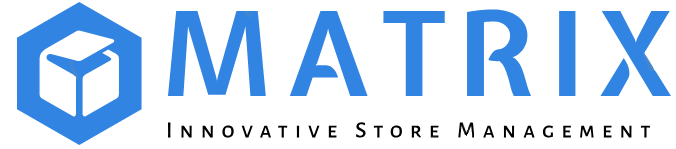 MATRIX
INNOVATIVE STORE MANAGEMENT